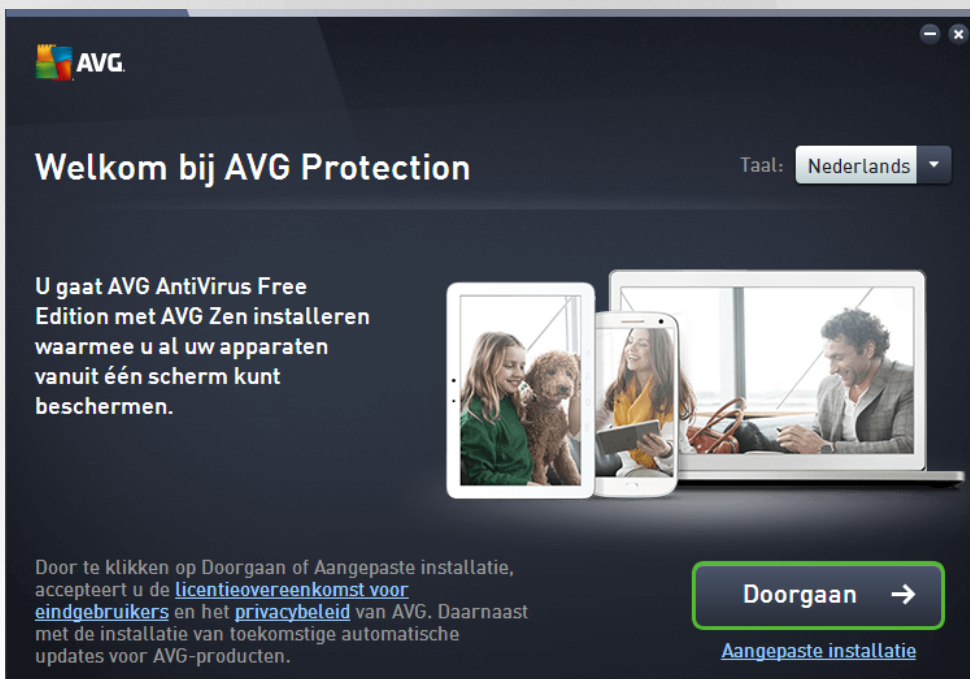 AVG.
Welkom bij AVG Protection
Taal: Nederlands
U gaat AVG AntiVirus Free
Edition met AVG Zen installeren
waarmee u al uw apparaten
vanuit één scherm kunt
beschermen.
Door te klikken op Doorgaan of Aangepaste installatie,
accepteert u de licentieovereenkomst voor
eindgebruikers en het privacybeleid van AVG. Daarnaast
met de installatie van toekomstige automatische
updates voor AVG-producten.
Doorgaan →
Aangepaste installatie